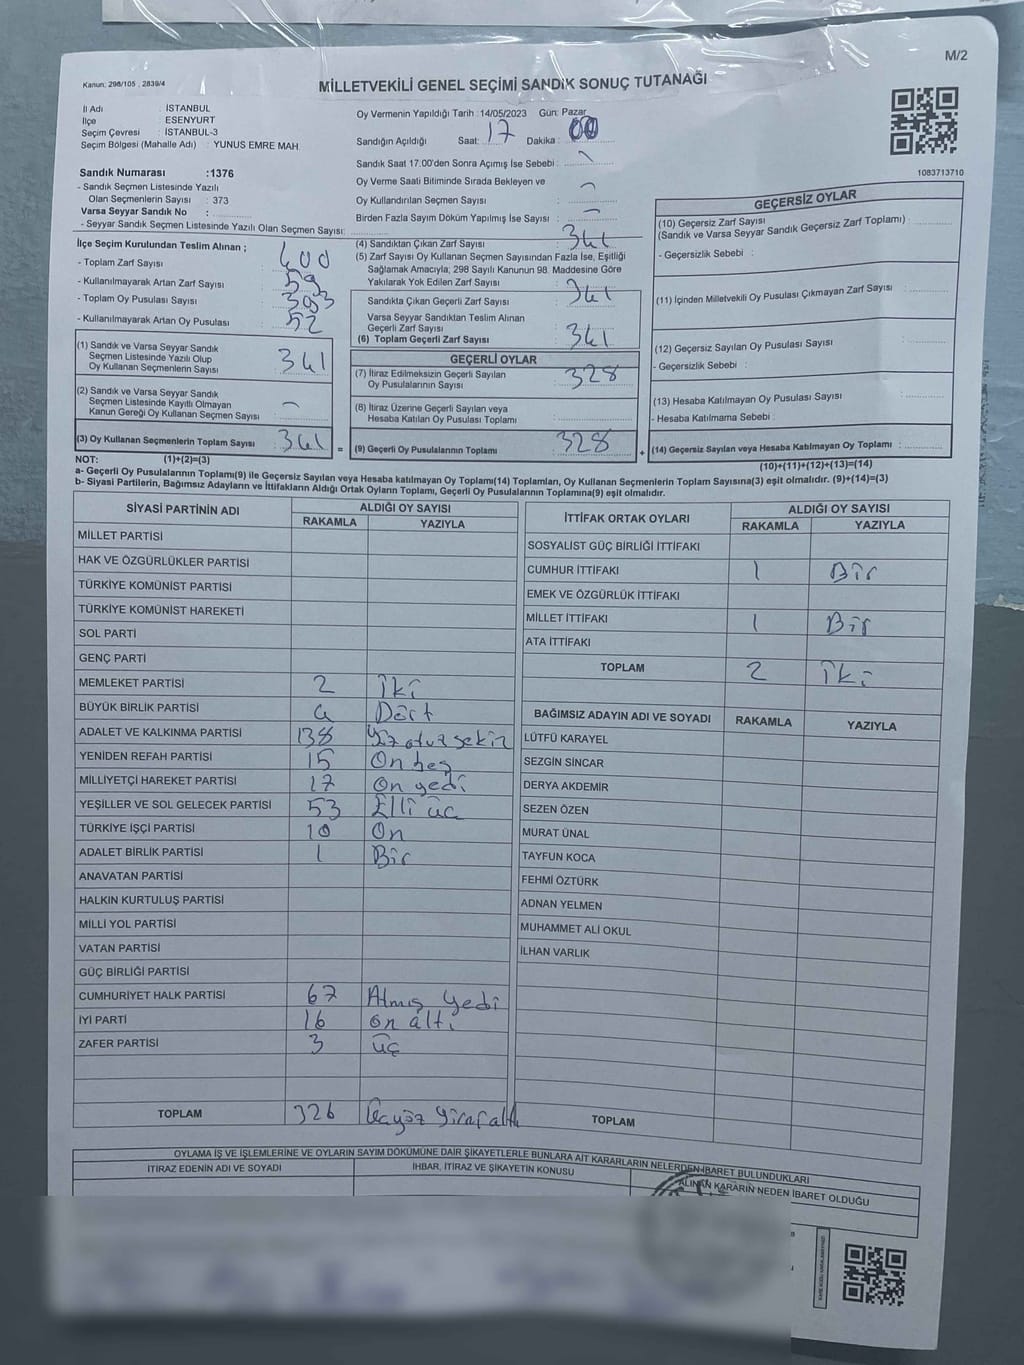 M/2
Kanun: 298/105 , 2839/4
MİLLETVEKİLİ GENEL SEÇİMİ SANDIK SONUÇ TUTANAĞI
İl Adı : İSTANBUL
İlçe : ESENYURT
Seçim Çevresi : İSTANBUL-3
Seçim Bölgesi (Mahalle Adı) : YUNUS EMRE MAH
Oy Vermenin Yapıldığı Tarih : 14/05/2023 Gün: Pazar
Sandığın Açıldığı Saat: 17 Dakika : 00
Sandık Saat 17.00'den Sonra Açımış İse Sebebi :
Oy Verme Saati Bitiminde Sırada Bekleyen ve
Oy Kullandırılan Seçmen Sayısı :
Birden Fazla Sayım Döküm Yapılmış İse Sayısı :
1083713710
Sandık Numarası :1376
- Sandık Seçmen Listesinde Yazılı
Olan Seçmenlerin Sayısı : 373
Varsa Seyyar Sandık No :
- Seyyar Sandık Seçmen Listesinde Yazılı Olan Seçmen Sayısı:
İlçe Seçim Kurulundan Teslim Alınan ;
- Toplam Zarf Sayısı : 400
- Kullanılmayarak Artan Zarf Sayısı : 59
- Toplam Oy Pusulası Sayısı : 393
- Kullanılmayarak Artan Oy Pusulası : 52
(1) Sandık ve Varsa Seyyar Sandık
Seçmen Listesinde Yazılı Olup
Oy Kullanan Seçmenlerin Sayısı : 341
(2) Sandık ve Varsa Seyyar Sandık
Seçmen Listesinde Kayıtlı Olmayan
Kanun Gereği Oy Kullanan Seçmen Sayısı :
(3) Oy Kullanan Seçmenlerin Toplam Sayısı : 341 =
(4) Sandıktan Çıkan Zarf Sayısı : 341
(5) Zarf Sayısı Oy Kullanan Seçmen Sayısından Fazla İse, Eşitliği
Sağlamak Amacıyla, 298 Sayılı Kanunun 98. Maddesine Göre
Yakılarak Yok Edilen Zarf Sayısı :
Sandıkla Çıkan Geçerli Zarf Sayısı : 341
Varsa Seyyar Sandıktan Teslim Alınan
Geçerli Zarf Sayısı :
(6) Toplam Geçerli Zarf Sayısı : 341
GEÇERLİ OYLAR
(7) İtiraz Edilmeksizin Geçerli Sayılan
Oy Pusulalarının Sayısı : 328
(8) İtiraz Üzerine Geçerli Sayılan veya
Hesaba Katılan Oy Pusulası Toplamı :
(9) Geçerli Oy Pusulalarının Toplamı : 328 +
GEÇERSİZ OYLAR
(10) Geçersiz Zarf Sayısı
(Sandık ve Varsa Seyyar Sandık Geçersiz Zarf Toplamı) :
- Geçersizlik Sebebi :
(11) İçinden Milletvekili Oy Pusulası Çıkmayan Zarf Sayısı :
(12) Geçersiz Sayılan Oy Pusulası Sayısı :
- Geçersizlik Sebebi :
(13) Hesaba Katılmayan Oy Pusulası Sayısı :
- Hesaba Katılmama Sebebi :
(14) Geçersiz Sayılan veya Hesaba Katılmayan Oy Toplamı :
NOT: (1)+(2)=(3) (10)+(11)+(12)+(13)=(14)
a- Geçerli Oy Pusulalarının Toplamı(9) ile Geçersiz Sayılan veya Hesaba katılmayan Oy Toplamı(14) Toplamları, Oy Kullanan Seçmenlerin Toplam Sayısına(3) eşit olmalıdır. (9)+(14)=(3)
b- Siyasi Partilerin, Bağımsız Adayların ve İttifakların Aldığı Ortak Oyların Toplamı, Geçerli Oy Pusulalarının Toplamına(9) eşit olmalıdır.
SİYASİ PARTİNİN ADI ALDIĞI OY SAYISI
RAKAMLA YAZIYLA
MİLLET PARTİSİ
HAK VE ÖZGÜRLÜKLER PARTİSİ
TÜRKİYE KOMÜNİST PARTİSİ
TÜRKİYE KOMÜNİST HAREKETİ
SOL PARTİ
GENÇ PARTİ
MEMLEKET PARTİSİ 2 İki
BÜYÜK BİRLİK PARTİSİ 4 Dört
ADALET VE KALKINMA PARTİSİ 138 Yüz otuz sekiz
YENİDEN REFAH PARTİSİ 15 On beş
MİLLİYETÇİ HAREKET PARTİSİ 17 On yedi
YEŞİLLER VE SOL GELECEK PARTİSİ 53 Elli üç
TÜRKİYE İŞÇİ PARTİSİ 10 On
ADALET BİRLİK PARTİSİ 1 Bir
ANAVATAN PARTİSİ
HALKIN KURTULUŞ PARTİSİ
MİLLİ YOL PARTİSİ
VATAN PARTİSİ
GÜÇ BİRLİĞİ PARTİSİ
CUMHURİYET HALK PARTİSİ 67 Atmış yedi
İYİ PARTİ 16 on altı
ZAFER PARTİSİ 3 üç
TOPLAM 326
İTTİFAK ORTAK OYLARI ALDIĞI OY SAYISI
RAKAMLA YAZIYLA
SOSYALİST GÜÇ BİRLİĞİ İTTİFAKI
CUMHUR İTTİFAKI 1 Bir
EMEK VE ÖZGÜRLÜK İTTİFAKI
MİLLET İTTİFAKI 1 Bir
ATA İTTİFAKI
TOPLAM 2 İki
BAĞIMSIZ ADAYIN ADI VE SOYADI RAKAMLA YAZIYLA
LÜTFÜ KARAYEL
SEZGİN SİNCAR
DERYA AKDEMİR
SEZEN ÖZEN
MURAT ÜNAL
TAYFUN KOCA
FEHMİ ÖZTÜRK
ADNAN YELMEN
MUHAMMET ALİ OKUL
İLHAN VARLIK
TOPLAM
OYLAMA İŞ VE İŞLEMLERİNE VE OYLARIN SAYIM DÖKÜMÜNE DAİR ŞİKAYETLERLE BUNLARA AİT KARARLARIN NELERDEN İBARET BULUNDUKLARI
İTİRAZ EDENİN ADI VE SOYADI İHBAR, İTİRAZ VE ŞİKAYETİN KONUSU ALINAN KARARIN NEDEN İBARET OLDUĞU